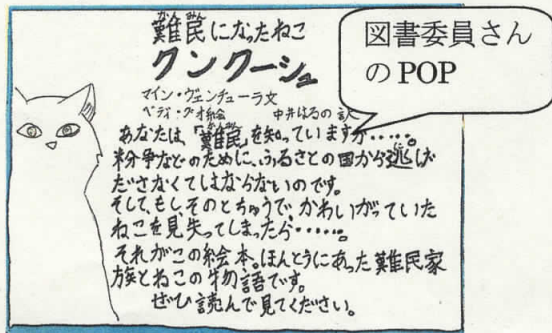 難民になったねこ
クンクーシュ
マイン・ヴェンチューラ文
ベディ・グオ絵 中井はるの 訳
あなたは、「難民」を知っていますか……。
紛争などのために、ふるさとの国から逃げ
ださなくてはならないのです。
そして、もし、そのとちゅうで、かわいがっていた
ねこを見失ってしまったら……。
それがこの絵本。ほんとうにあった難民家
族とねこの物語です。
ぜひ読んで見てください。
図書委員さん
のPOP